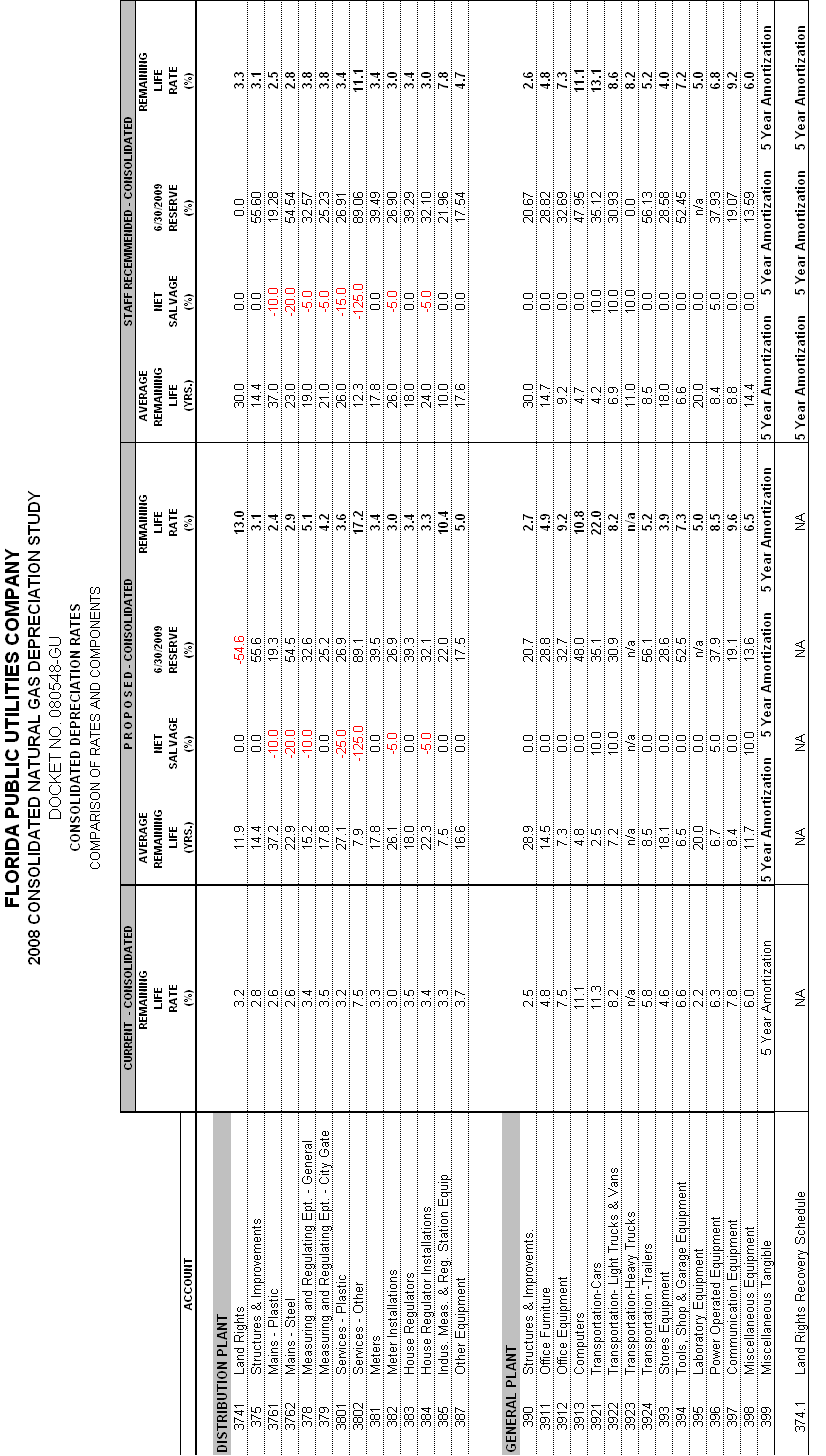 FLORIDA PUBLIC UTILITIES COMPANY
2008 CONSOLIDATED NATURAL GAS DEPRECIATION STUDY
DOCKET NO. 080548-GU
CONSOLIDATED DEPRECIATION RATES
COMPARISON OF RATES AND COMPONENTS
CURRENT - CONSOLIDATED P R O P O S E D - CONSOLIDATED STAFF RECOMMENDED - CONSOLIDATED
REMAINING AVERAGE REMAINING AVERAGE REMAINING
LIFE REMAINING NET 6/30/2009 LIFE REMAINING NET 6/30/2009 LIFE
RATE LIFE SALVAGE RESERVE RATE LIFE SALVAGE RESERVE RATE
ACCOUNT (%) (YRS.) (%) (%) (%) (YRS.) (%) (%) (%)
DISTRIBUTION PLANT
3741 Land Rights 3.2 11.9 0.0 -54.6 13.0 30.0 0.0 0.0 3.3
375 Structures & Improvements 2.8 14.4 0.0 55.6 3.1 14.4 0.0 55.60 3.1
3761 Mains - Plastic 2.6 37.2 -10.0 19.3 2.4 37.0 -10.0 19.28 2.5
3762 Mains - Steel 2.6 22.9 -20.0 54.5 2.9 23.0 -20.0 54.54 2.8
378 Measuring and Regulating Ept. - General 3.4 15.2 -10.0 32.6 5.1 19.0 -5.0 32.57 3.8
379 Measuring and Regulating Ept. - City Gate 3.5 17.8 0.0 25.2 4.2 21.0 -5.0 25.23 3.8
3801 Services - Plastic 3.2 27.1 -25.0 26.9 3.6 26.0 -15.0 26.91 3.4
3802 Services - Other 7.5 7.9 -125.0 89.1 17.2 12.3 -125.0 89.06 11.1
381 Meters 3.3 17.8 0.0 39.5 3.4 17.8 0.0 39.49 3.4
382 Meter Installations 3.0 26.1 -5.0 26.9 3.0 26.0 -5.0 26.90 3.0
383 House Regulators 3.5 18.0 0.0 39.3 3.4 18.0 0.0 39.29 3.4
384 House Regulator Installations 3.4 22.3 -5.0 32.1 3.3 24.0 -5.0 32.10 3.0
385 Indus. Meas. & Reg. Station Equip 3.3 7.5 0.0 22.0 10.4 10.0 0.0 21.96 7.8
387 Other Equipment 3.7 16.6 0.0 17.5 5.0 17.6 0.0 17.54 4.7
GENERAL PLANT
390 Structures & Improvemts. 2.5 28.9 0.0 20.7 2.7 30.0 0.0 20.67 2.6
3911 Office Furniture 4.8 14.5 0.0 28.8 4.9 14.7 0.0 28.82 4.8
3912 Office Equipment 7.5 7.3 0.0 32.7 9.2 9.2 0.0 32.69 7.3
3913 Computers 11.1 4.8 0.0 48.0 10.8 4.7 0.0 47.95 11.1
3921 Transportation-Cars 11.3 2.5 10.0 35.1 22.0 4.2 10.0 35.12 13.1
3922 Transportation- Light Trucks & Vans 8.2 7.2 10.0 30.9 8.2 6.9 10.0 30.93 8.6
3923 Transportation-Heavy Trucks n/a n/a n/a n/a n/a 11.0 10.0 0.0 8.2
3924 Transportation -Trailers 5.8 8.5 0.0 56.1 5.2 8.5 0.0 56.13 5.2
393 Stores Equipment 4.6 18.1 0.0 28.6 3.9 18.0 0.0 28.58 4.0
394 Tools, Shop & Garage Equipment 6.6 6.5 0.0 52.5 7.3 6.6 0.0 52.45 7.2
395 Laboratory Equipment 2.2 20.0 0.0 n/a 5.0 20.0 0.0 n/a 5.0
396 Power Operated Equipment 6.3 6.7 5.0 37.9 8.5 8.4 5.0 37.93 6.8
397 Communication Equipment 7.8 8.4 0.0 19.1 9.6 8.8 0.0 19.07 9.2
398 Miscellaneous Equipment 6.0 11.7 10.0 13.6 6.5 14.4 0.0 13.59 6.0
399 Miscellaneous Tangible 5 Year Amortization 5 Year Amortization 5 Year Amortization 5 Year Amortization 5 Year Amortization 5 Year Amortization 5 Year Amortization
374.1 Land Rights Recovery Schedule NA NA NA NA NA 5 Year Amortization 5 Year Amortization 5 Year Amortization